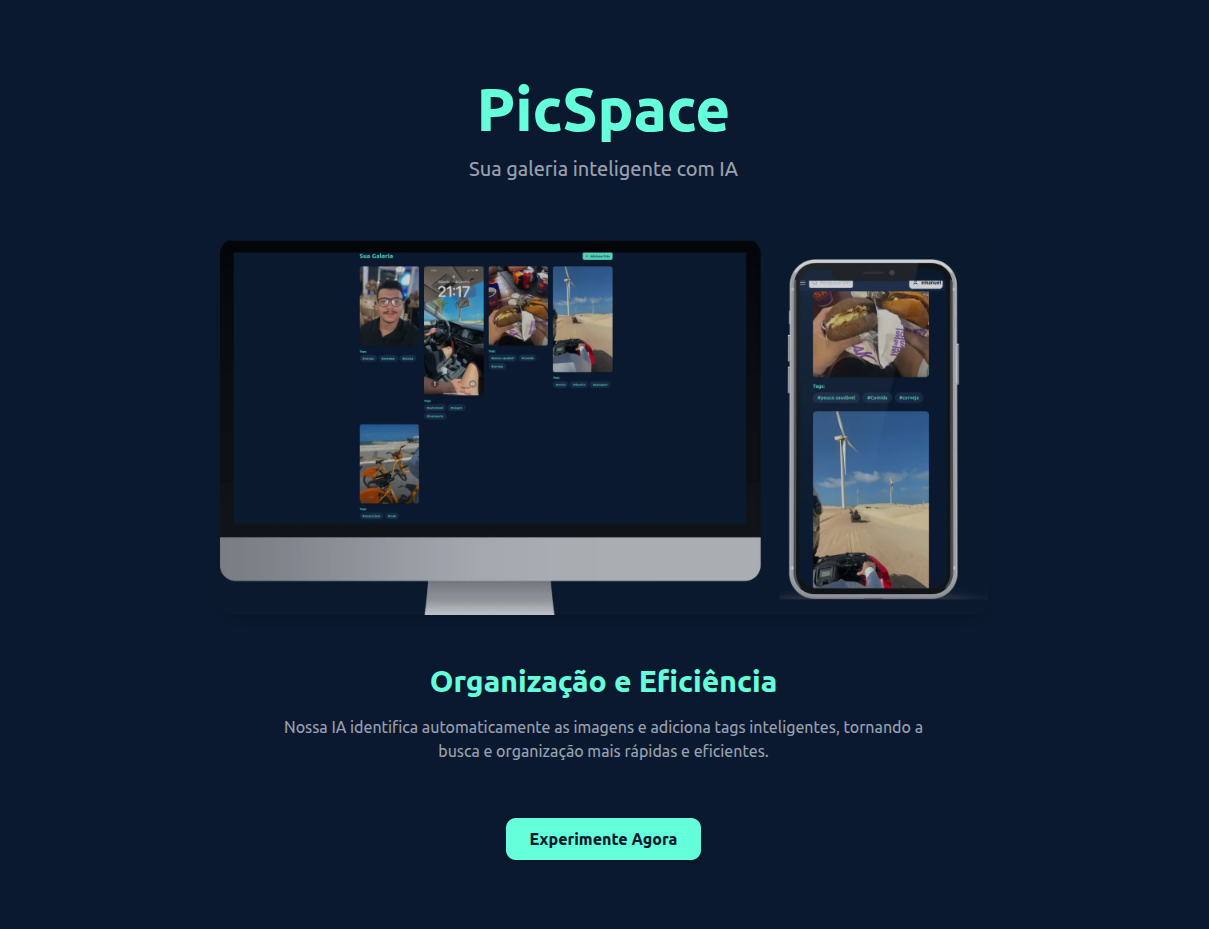 PicSpace
Sua galeria inteligente com IA
Sua Galeria
21:17
emanuel
Tags:
#pouco saudável #Comida #cerveja
Organização e Eficiência
Nossa IA identifica automaticamente as imagens e adiciona tags inteligentes, tornando a
busca e organização mais rápidas e eficientes.
Experimente Agora